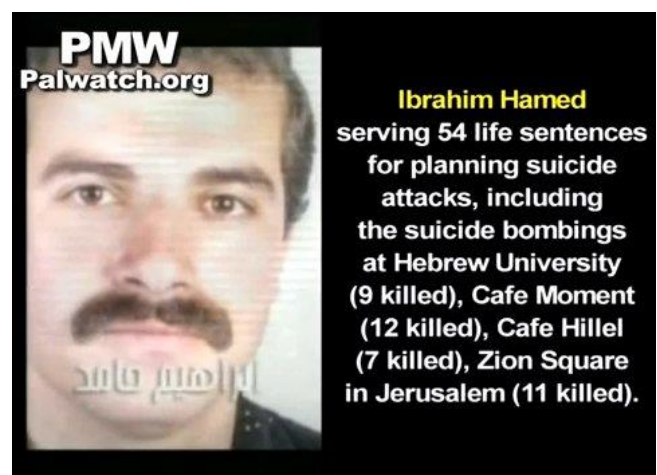 PMW
Palwatch.org
ابراهيم حامد
Ibrahim Hamed
serving 54 life sentences
for planning suicide
attacks, including
the suicide bombings
at Hebrew University
(9 killed), Cafe Moment
(12 killed), Cafe Hillel
(7 killed), Zion Square
in Jerusalem (11 killed).